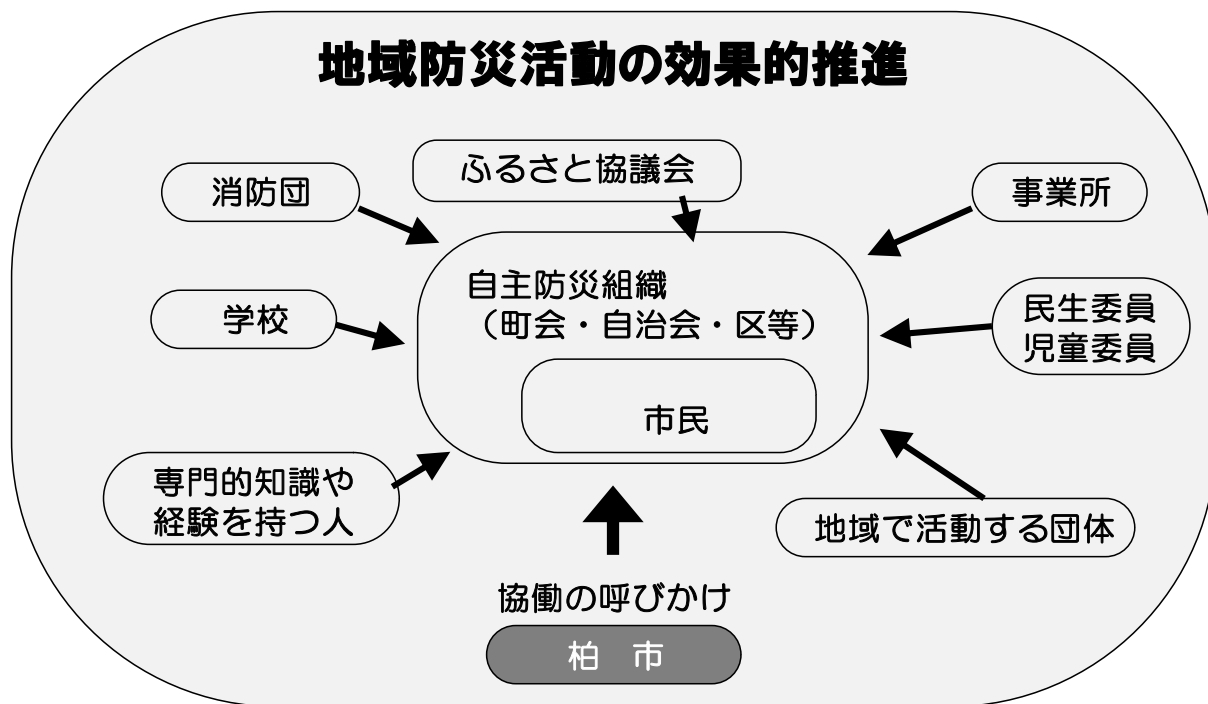 地域防災活動の効果的推進
ふるさと協議会
消防団
事業所
自主防災組織
（町会・自治会・区等）
学校
民生委員
児童委員
市民
専門的知識や
経験を持つ人
地域で活動する団体
協働の呼びかけ
柏　市